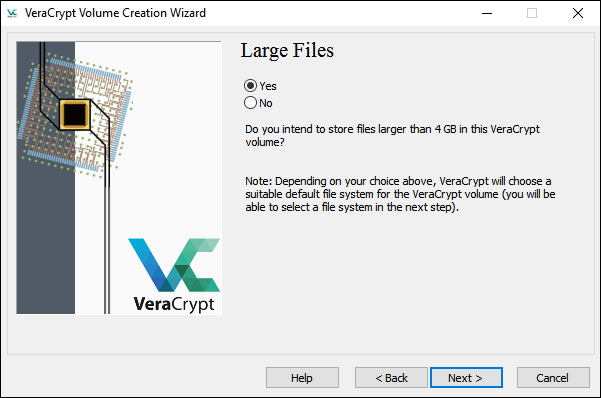 VeraCrypt Volume Creation Wizard
Large Files
Yes
No
Do you intend to store files larger than 4 GB in this VeraCrypt
volume?
Note: Depending on your choice above, VeraCrypt will choose a
suitable default file system for the VeraCrypt volume (you will be
able to select a file system in the next step).
VeraCrypt
Help
< Back
Next >
Cancel